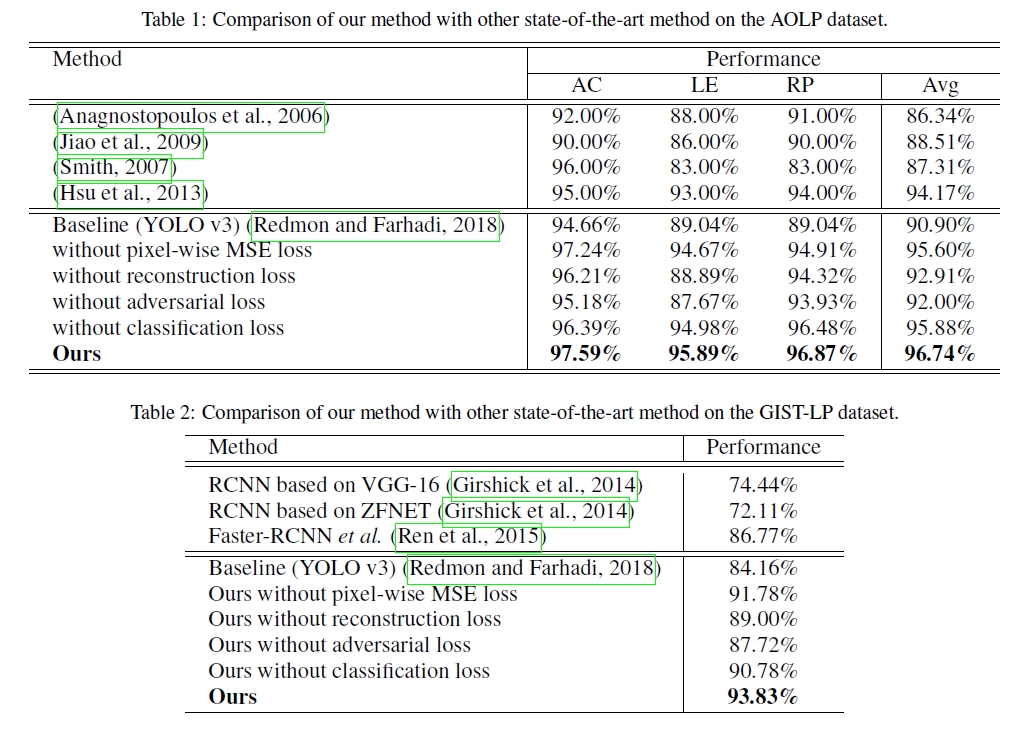 Table 1: Comparison of our method with other state-of-the-art method on the AOLP dataset.
Method Performance
AC LE RP Avg
(Anagnostopoulos et al., 2006) 92.00% 88.00% 91.00% 86.34%
(Jiao et al., 2009) 90.00% 86.00% 90.00% 88.51%
(Smith, 2007) 96.00% 83.00% 83.00% 87.31%
(Hsu et al., 2013) 95.00% 93.00% 94.00% 94.17%
Baseline (YOLO v3) (Redmon and Farhadi, 2018) 94.66% 89.04% 89.04% 90.90%
without pixel-wise MSE loss 97.24% 94.67% 94.91% 95.60%
without reconstruction loss 96.21% 88.89% 94.32% 92.91%
without adversarial loss 95.18% 87.67% 93.93% 92.00%
without classification loss 96.39% 94.98% 96.48% 95.88%
Ours 97.59% 95.89% 96.87% 96.74%
Table 2: Comparison of our method with other state-of-the-art method on the GIST-LP dataset.
Method Performance
RCNN based on VGG-16 (Girshick et al., 2014) 74.44%
RCNN based on ZFNET (Girshick et al., 2014) 72.11%
Faster-RCNN et al. (Ren et al., 2015) 86.77%
Baseline (YOLO v3) (Redmon and Farhadi, 2018) 84.16%
Ours without pixel-wise MSE loss 91.78%
Ours without reconstruction loss 89.00%
Ours without adversarial loss 87.72%
Ours without classification loss 90.78%
Ours 93.83%